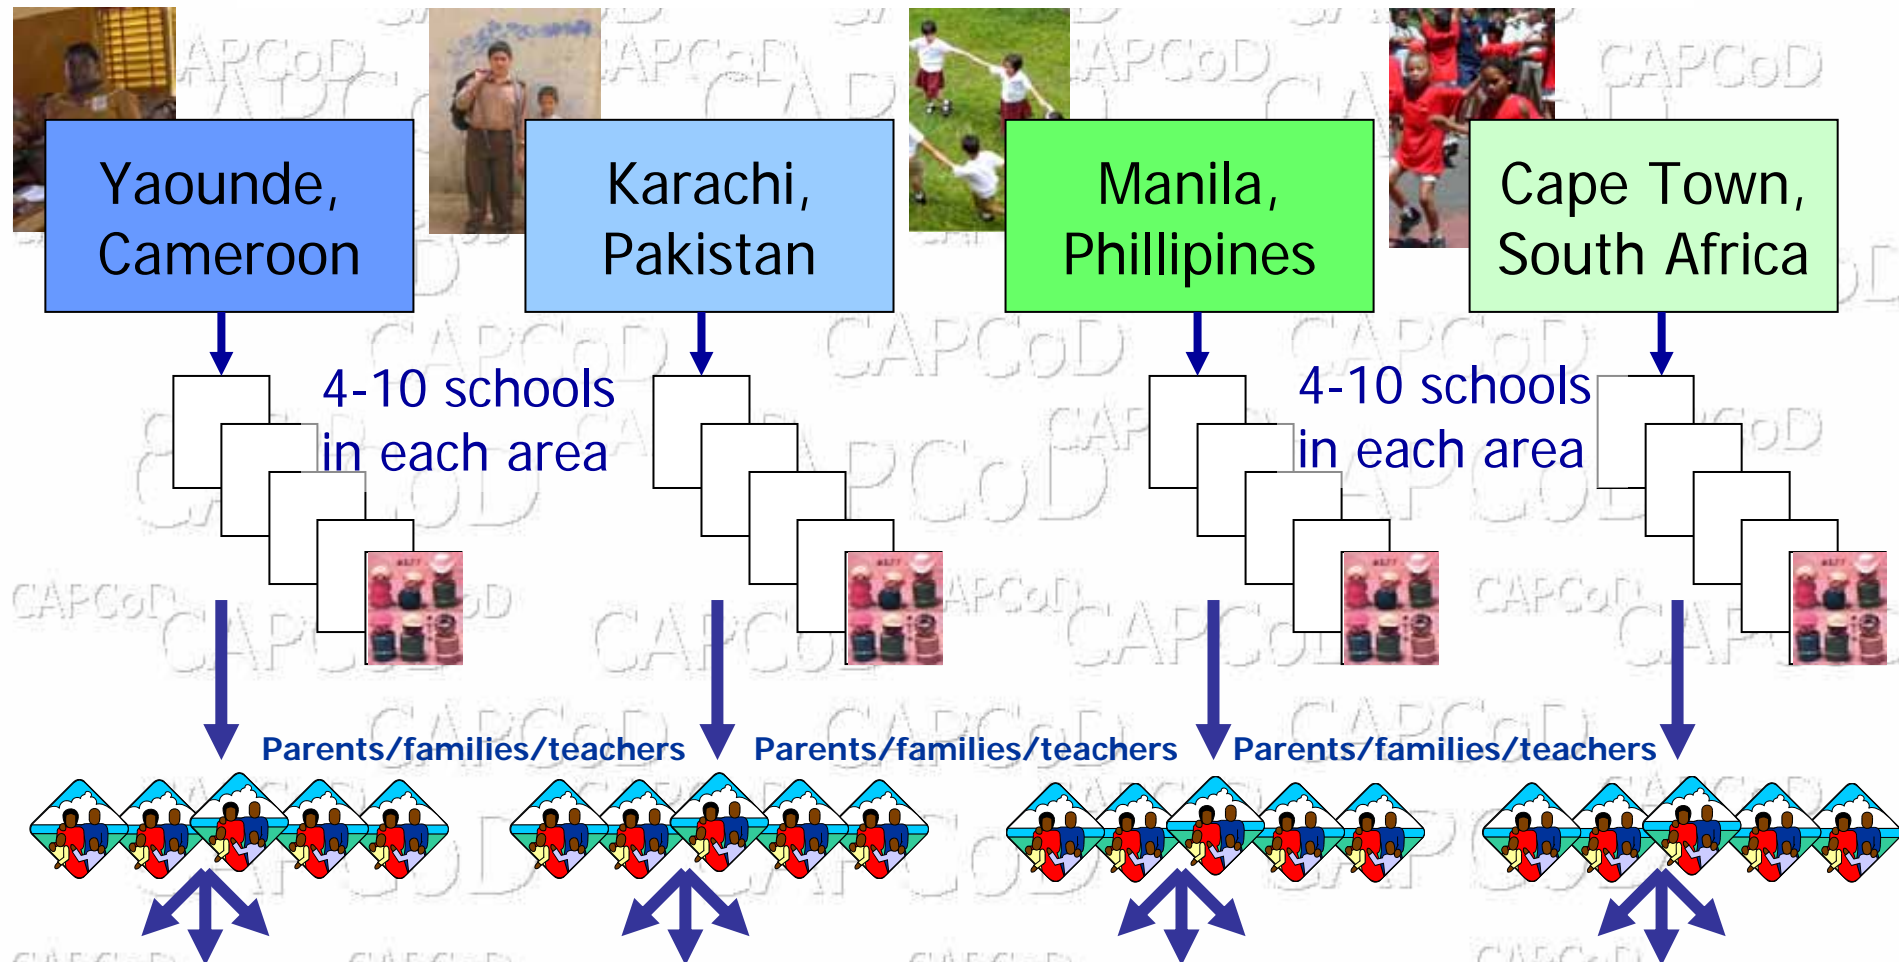 Yaounde,
Cameroon
Karachi,
Pakistan
Manila,
Phillipines
Cape Town,
South Africa
4-10 schools
in each area
4-10 schools
in each area
Parents/families/teachers
Parents/families/teachers
Parents/families/teachers
CAPCoD